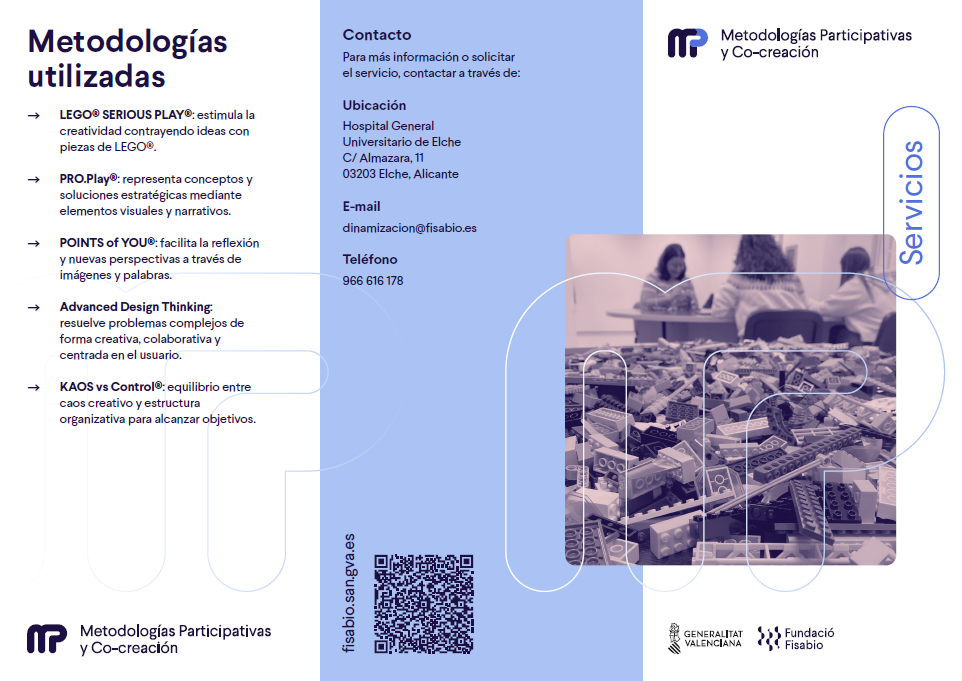 Metodologías
utilizadas
→ LEGO® SERIOUS PLAY®: estimula la
creatividad contrayendo ideas con
piezas de LEGO®.
→ PRO.Play®: representa conceptos y
soluciones estratégicas mediante
elementos visuales y narrativos.
→ POINTS of YOU®: facilita la reflexión
y nuevas perspectivas a través de
imágenes y palabras.
→ Advanced Design Thinking:
resuelve problemas complejos de
forma creativa, colaborativa y
centrada en el usuario.
→ KAOS vs Control®: equilibrio entre
caos creativo y estructura
organizativa para alcanzar objetivos.
Metodologías Participativas
y Co-creación
Contacto
Para más información o solicitar
el servicio, contactar a través de:
Ubicación
Hospital General
Universitario de Elche
C/ Almazara, 11
03203 Elche, Alicante
E-mail
dinamizacion@fisabio.es
Teléfono
966 616 178
fisabio.san.gva.es
Metodologías Participativas
y Co-creación
Servicios
GENERALITAT
VALENCIANA
Fundació
Fisabio